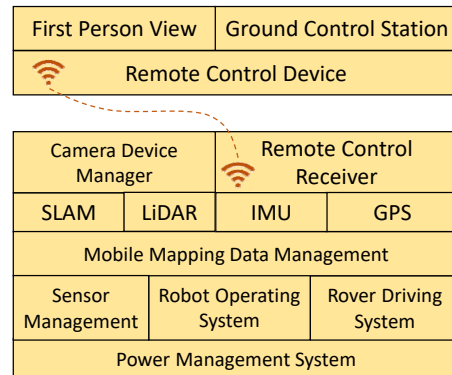 First Person View
Ground Control Station
Remote Control Device
Camera Device
Manager
Remote Control
Receiver
SLAM
LiDAR
IMU
GPS
Mobile Mapping Data Management
Sensor
Management
Robot Operating
System
Rover Driving
System
Power Management System